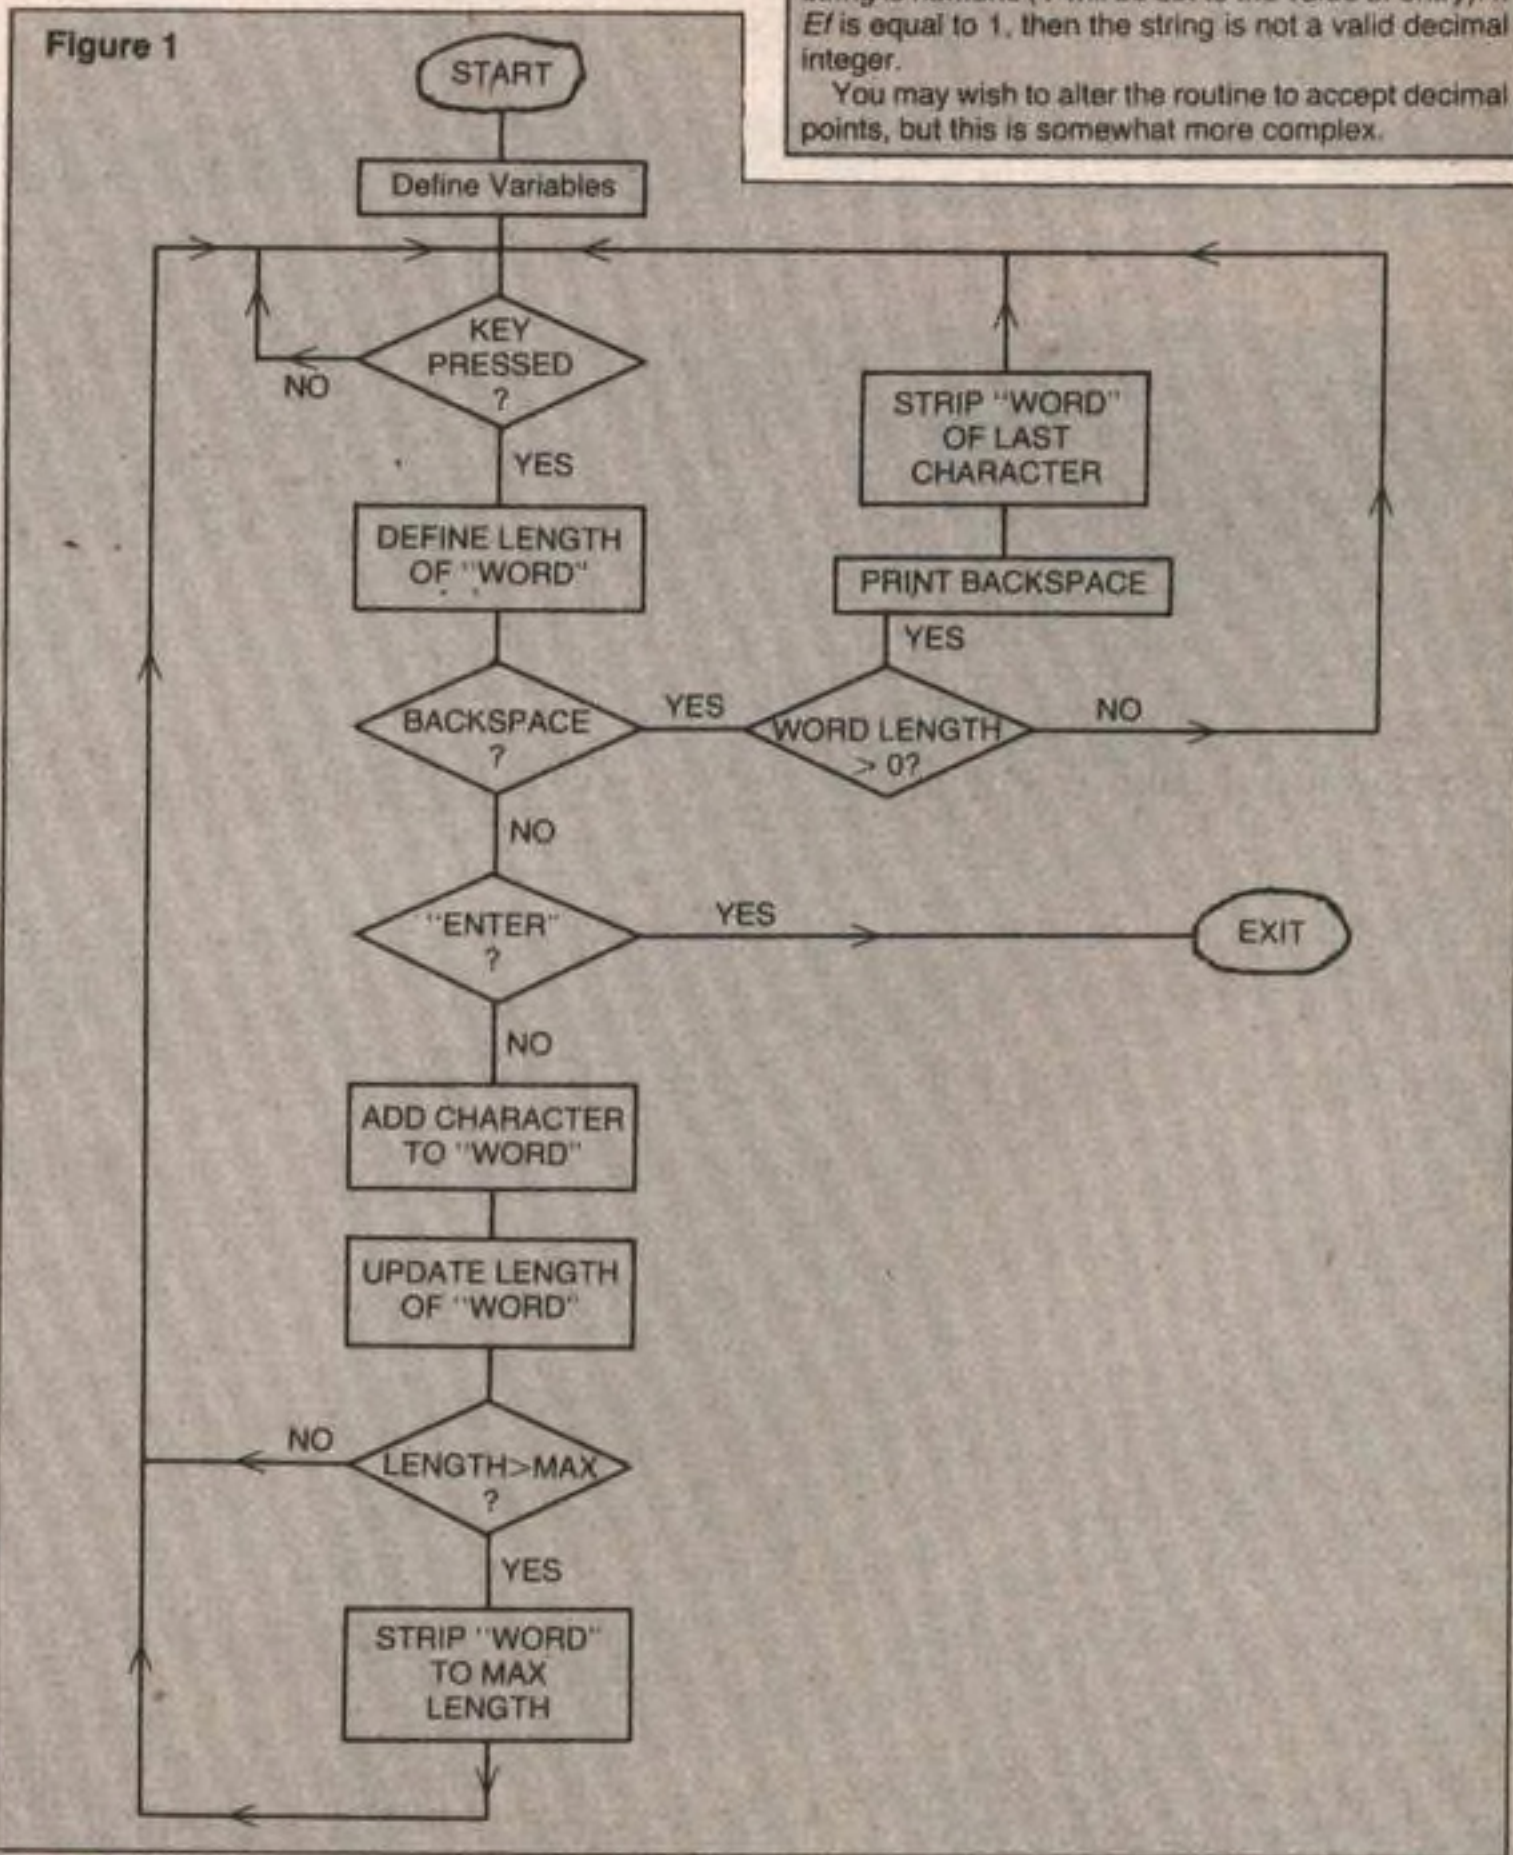 Figure 1
Ef is equal to 1, then the string is not a valid decimal
integer.
You may wish to alter the routine to accept decimal
points, but this is somewhat more complex.
START
Define Variables
KEY
PRESSED
?
NO
YES
DEFINE LENGTH
OF "WORD"
BACKSPACE
?
YES
WORD LENGTH
> 0?
NO
YES
PRINT BACKSPACE
STRIP "WORD"
OF LAST
CHARACTER
NO
"ENTER"
?
YES
EXIT
NO
ADD CHARACTER
TO "WORD"
UPDATE LENGTH
OF "WORD"
LENGTH>MAX
?
NO
YES
STRIP "WORD"
TO MAX
LENGTH